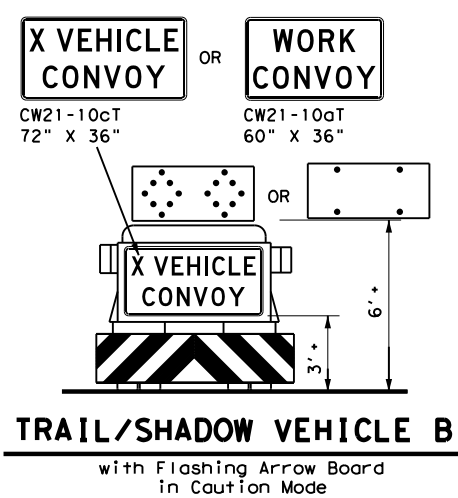 X VEHICLE
CONVOY
OR
WORK
CONVOY
CW21-10cT
72" X 36"
CW21-10aT
60" X 36"
OR
X VEHICLE
CONVOY
3'+
6'+
TRAIL/SHADOW VEHICLE B
with Flashing Arrow Board
in Caution Mode